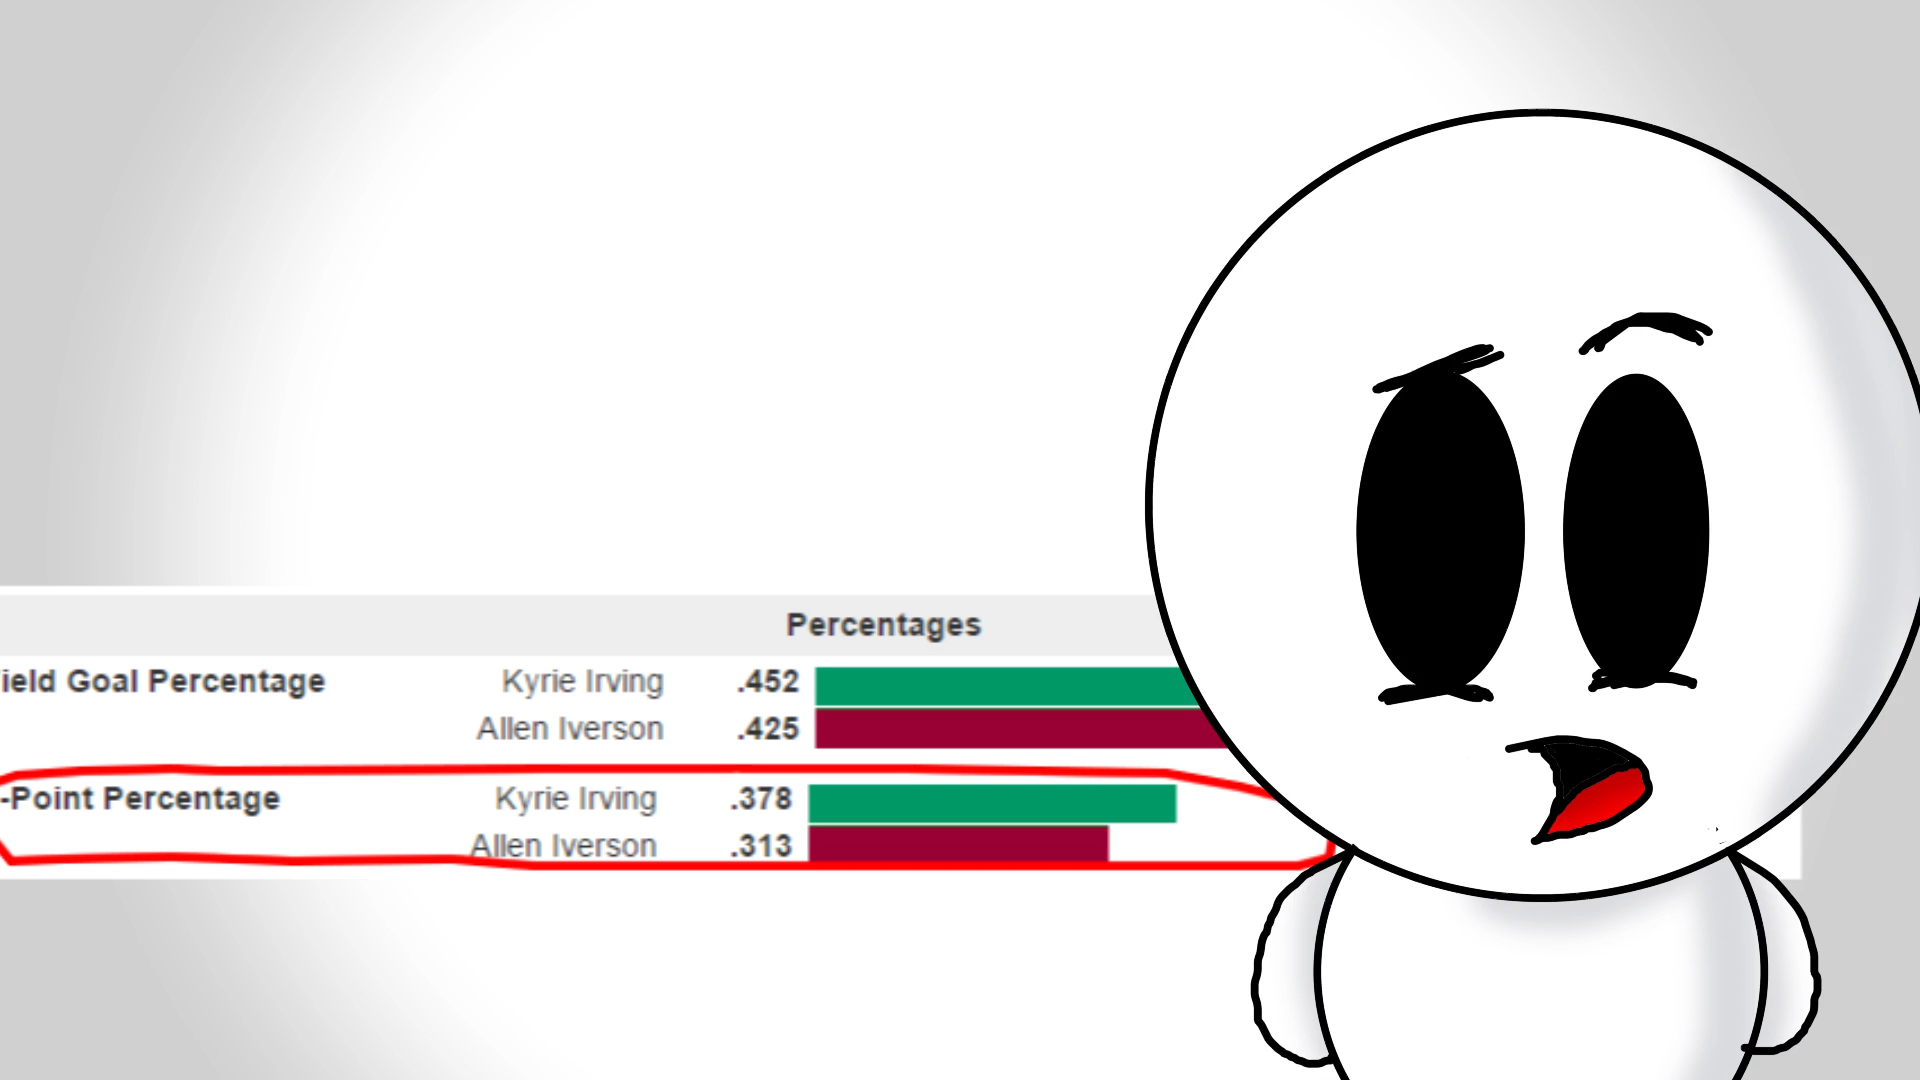 Percentages
ield Goal Percentage Kyrie Irving .452
Allen Iverson .425
-Point Percentage Kyrie Irving .378
Allen Iverson .313